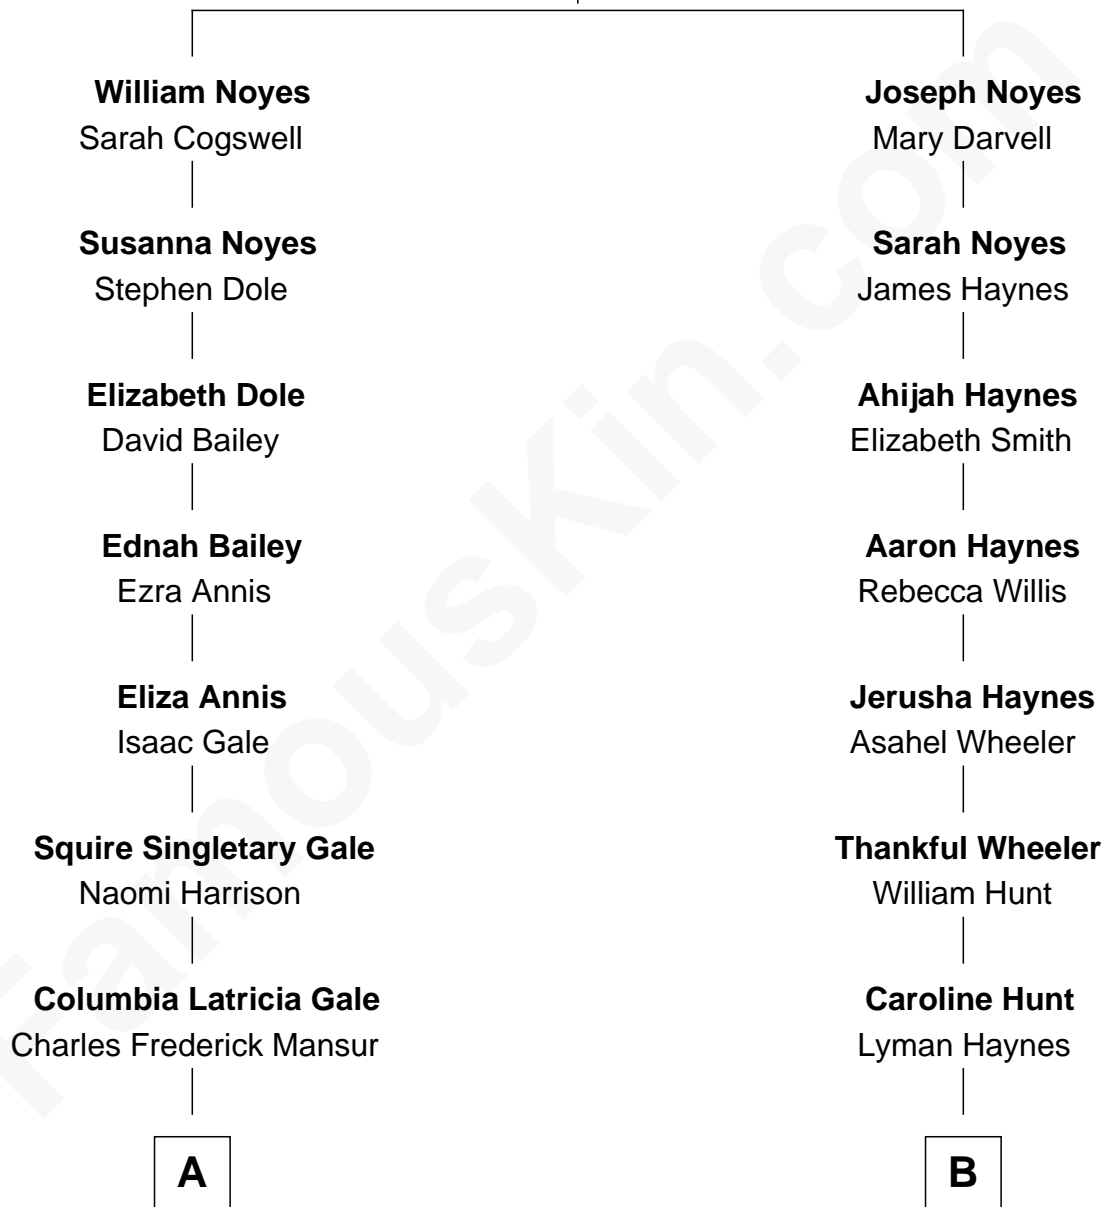 William Noyes
Sarah Cogswell
Susanna Noyes
Stephen Dole
Elizabeth Dole
David Bailey
Ednah Bailey
Ezra Annis
Eliza Annis
Isaac Gale
Squire Singletary Gale
Naomi Harrison
Columbia Latricia Gale
Charles Frederick Mansur
A
Joseph Noyes
Mary Darvell
Sarah Noyes
James Haynes
Ahijah Haynes
Elizabeth Smith
Aaron Haynes
Rebecca Willis
Jerusha Haynes
Asahel Wheeler
Thankful Wheeler
William Hunt
Caroline Hunt
Lyman Haynes
B
FamousKin.com